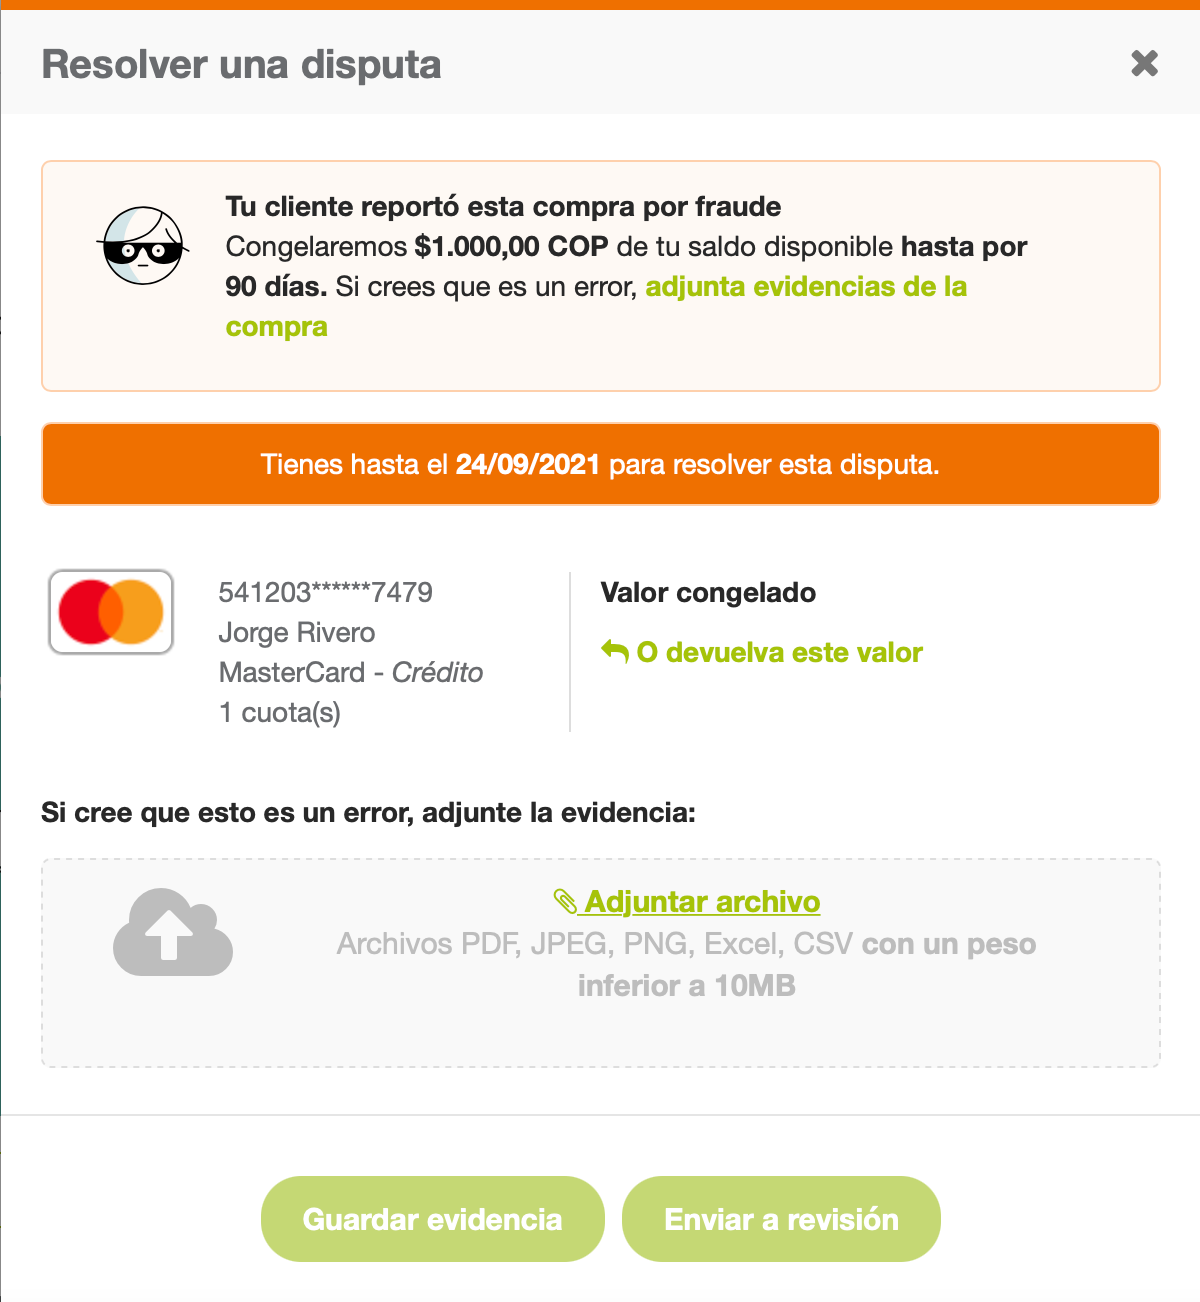 Resolver una disputa
Tu cliente reportó esta compra por fraude
Congelaremos $1.000,00 COP de tu saldo disponible hasta por
90 días. Si crees que es un error, adjunta evidencias de la
compra
Tienes hasta el 24/09/2021 para resolver esta disputa.
541203******7479
Jorge Rivero
MasterCard - Crédito
1 cuota(s)
Valor congelado
O devuelva este valor
Si cree que esto es un error, adjunte la evidencia:
Adjuntar archivo
Archivos PDF, JPEG, PNG, Excel, CSV con un peso
inferior a 10MB
Guardar evidencia
Enviar a revisión